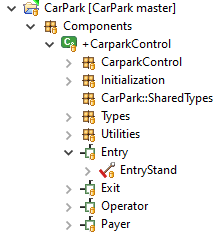 CarPark [CarPark master]
Components
+CarparkControl
CarparkControl
Initialization
CarPark::SharedTypes
Types
Utilities
Entry
EntryStand
Exit
Operator
Payer